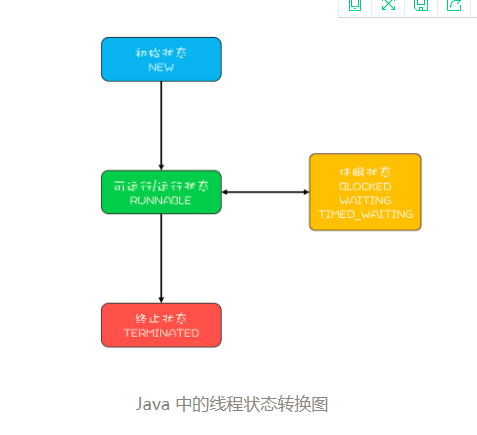 初始状态
NEW
可运行/运行状态
RUNNABLE
休眠状态
BLOCKED
WAITING
TIMED_WAITING
终止状态
TERMINATED
Java 中的线程状态转换图